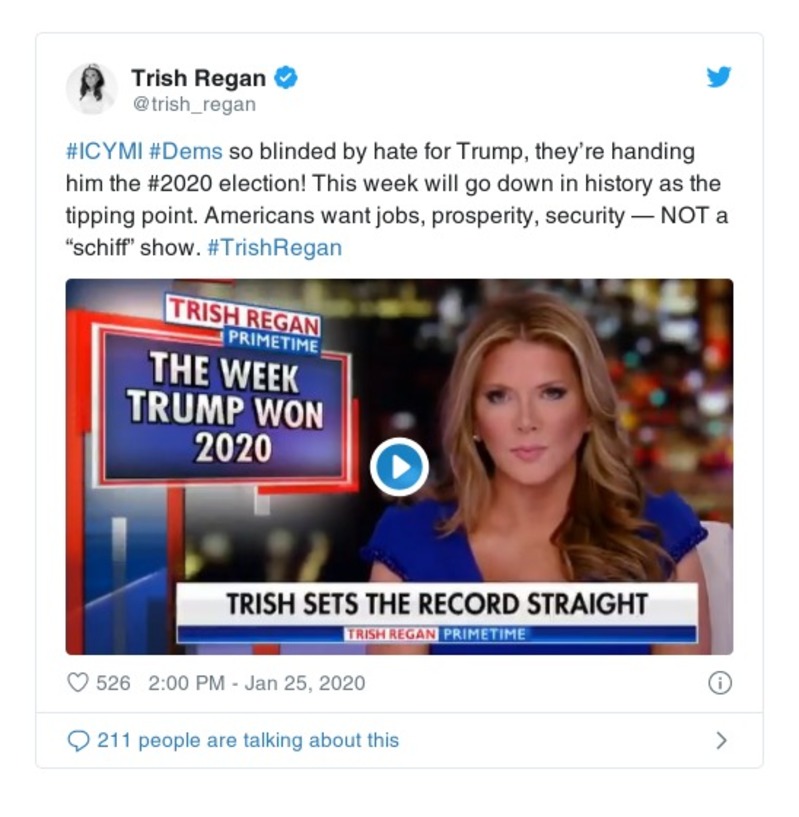 Trish Regan
@trish_regan
#ICYMI #Dems so blinded by hate for Trump, they’re handing
him the #2020 election! This week will go down in history as the
tipping point. Americans want jobs, prosperity, security — NOT a
“schiff” show. #TrishRegan
TRISH REGAN
PRIMETIME
THE WEEK
TRUMP WON
2020
TRISH SETS THE RECORD STRAIGHT
TRISH REGAN PRIMETIME
526 2:00 PM - Jan 25, 2020
211 people are talking about this